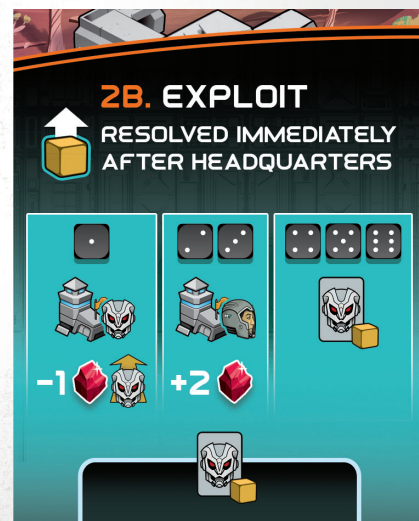 2B. EXPLOIT
RESOLVED IMMEDIATELY
AFTER HEADQUARTERS
-1
+2